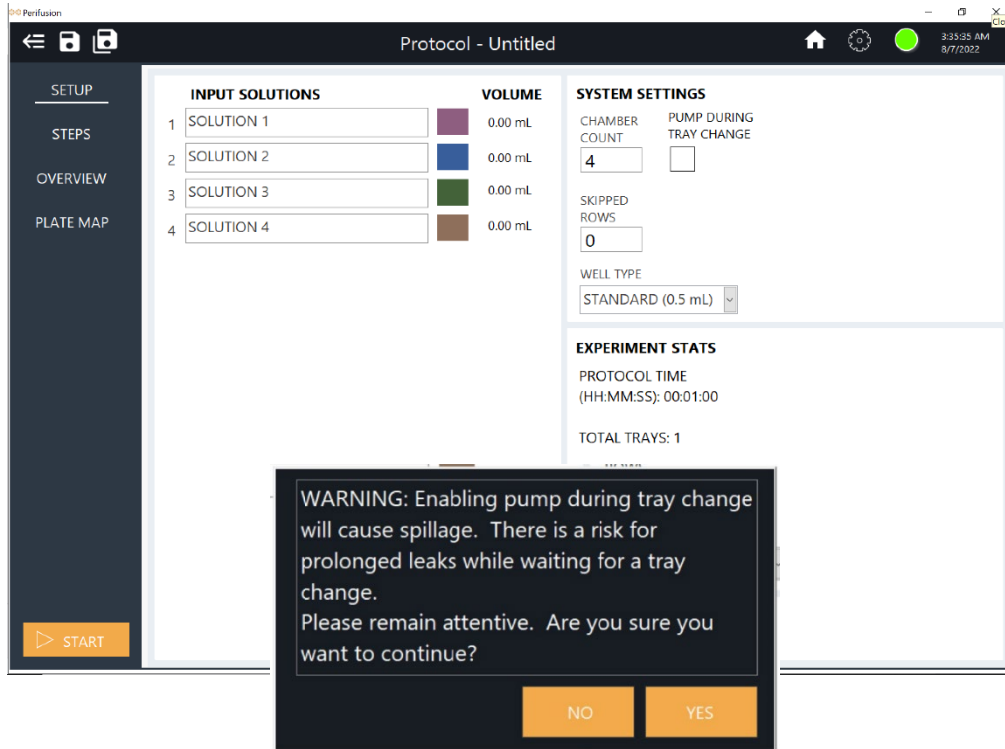 Perifusion
Clo
Protocol - Untitled
3:35:35 AM
8/7/2022
SETUP
STEPS
OVERVIEW
PLATE MAP
START
INPUT SOLUTIONS VOLUME
1 SOLUTION 1 0.00 mL
2 SOLUTION 2 0.00 mL
3 SOLUTION 3 0.00 mL
4 SOLUTION 4 0.00 mL
SYSTEM SETTINGS
CHAMBER
COUNT
4
PUMP DURING
TRAY CHANGE
SKIPPED
ROWS
0
WELL TYPE
STANDARD (0.5 mL)
EXPERIMENT STATS
PROTOCOL TIME
(HH:MM:SS): 00:01:00
TOTAL TRAYS: 1
WARNING: Enabling pump during tray change
will cause spillage. There is a risk for
prolonged leaks while waiting for a tray
change.
Please remain attentive. Are you sure you
want to continue?
NO
YES